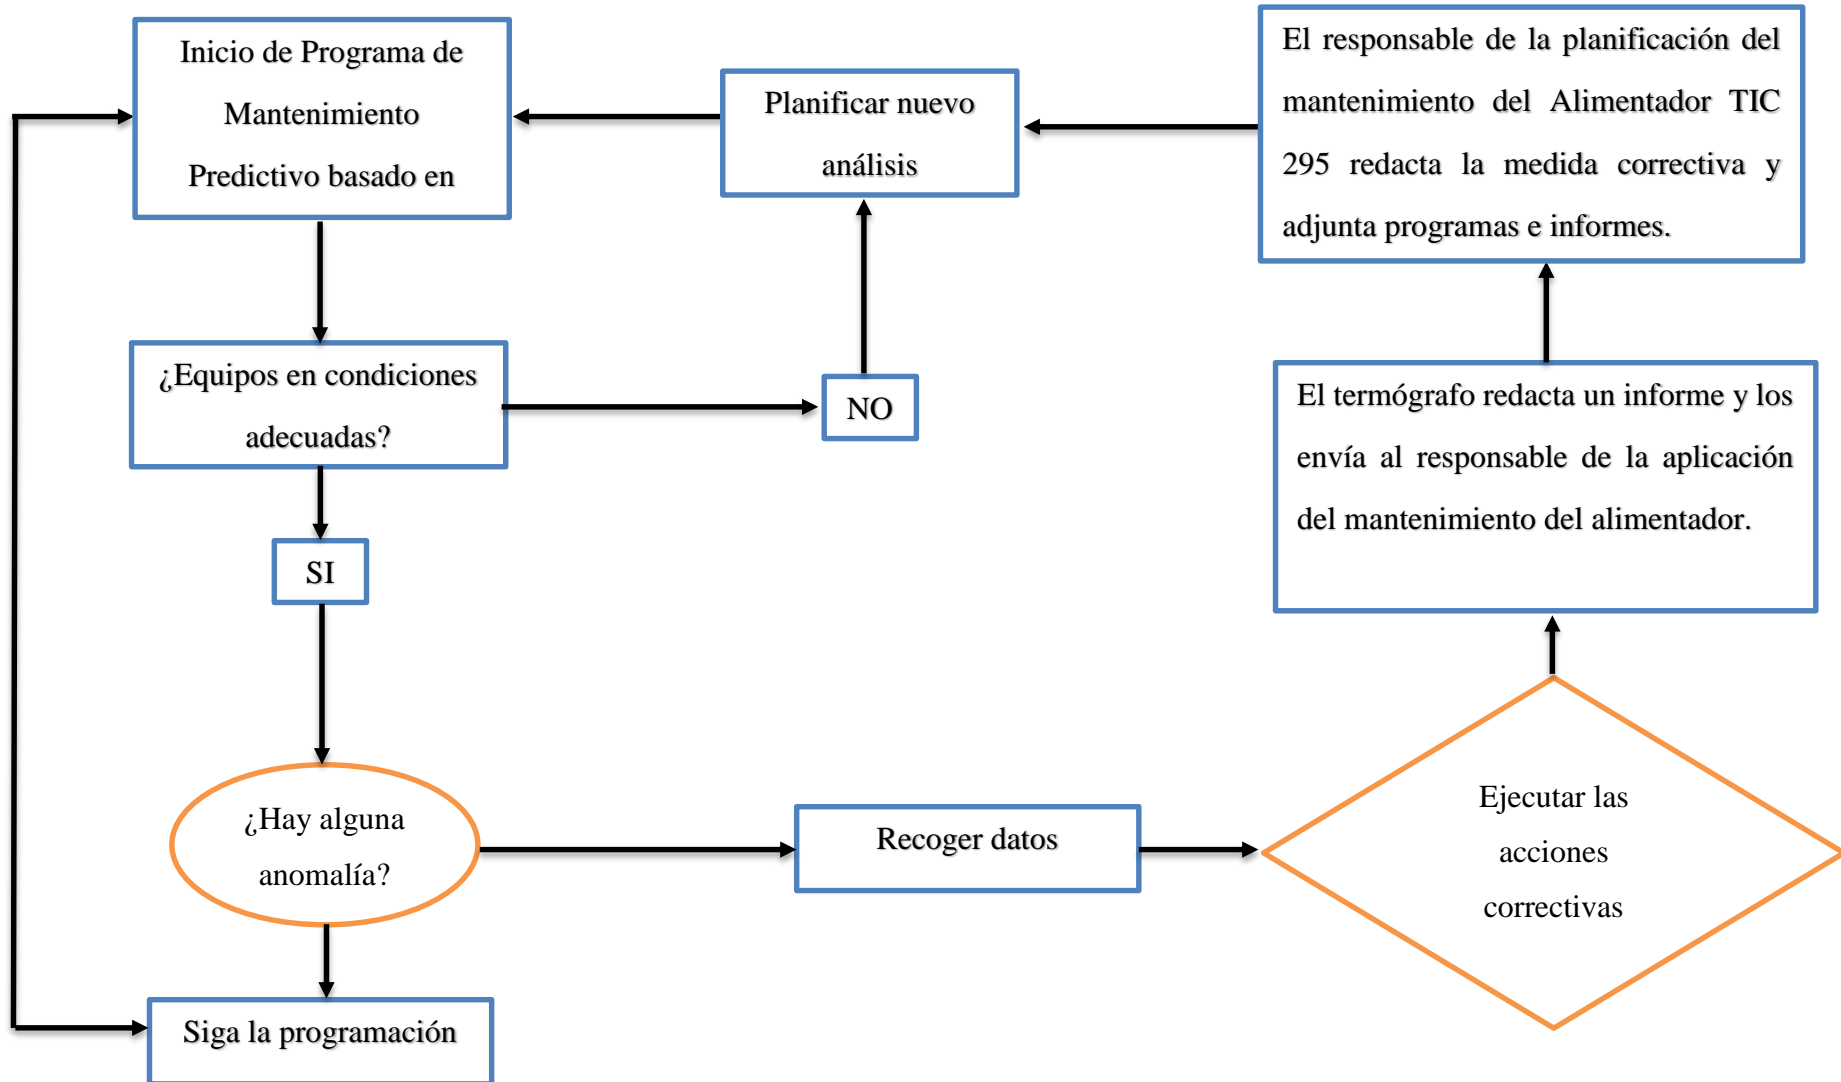 Inicio de Programa de
Mantenimiento
Predictivo basado en
Planificar nuevo
análisis
El responsable de la planificación del
mantenimiento del Alimentador TIC
295 redacta la medida correctiva y
adjunta programas e informes.
¿Equipos en condiciones
adecuadas?
NO
El termógrafo redacta un informe y los
envía al responsable de la aplicación
del mantenimiento del alimentador.
SI
¿Hay alguna
anomalía?
Recoger datos
Ejecutar las
acciones
correctivas
Siga la programación